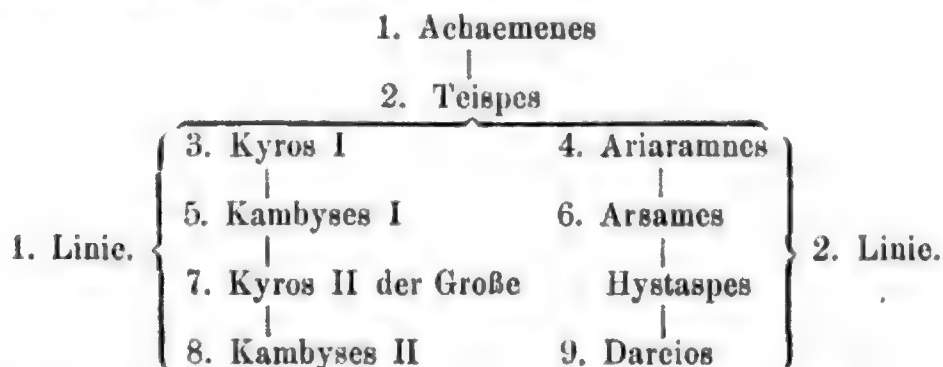 1. Achaemenes
2. Teispes
3. Kyros I 4. Ariaramnes
5. Kambyses I 6. Arsames
1. Linie. 2. Linie.
7. Kyros II der Große Hystaspes
8. Kambyses II 9. Dareios